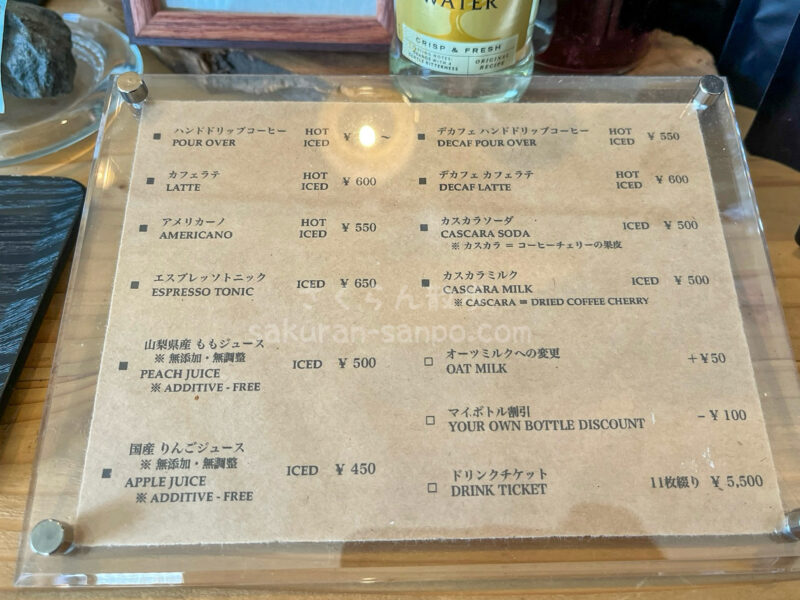 WATER
CRISP & FRESH
ORIGINAL
RECIPE
■ ハンドドリップコーヒー HOT ¥ ～
POUR OVER ICED
■ カフェラテ HOT ¥ 600
LATTE ICED
■ アメリカーノ HOT ¥ 550
AMERICANO ICED
■ エスプレッソトニック ICED ¥ 650
ESPRESSO TONIC
■ 山梨県産 ももジュース ICED ¥ 500
※ 無添加・無調整
PEACH JUICE
※ ADDITIVE - FREE
■ 国産 りんごジュース ICED ¥ 450
※ 無添加・無調整
APPLE JUICE
※ ADDITIVE - FREE
■ デカフェ ハンドドリップコーヒー HOT ¥ 550
DECAF POUR OVER ICED
■ デカフェ カフェラテ HOT ¥ 600
DECAF LATTE ICED
■ カスカラソーダ ICED ¥ 500
CASCARA SODA
※ カスカラ = コーヒーチェリーの果皮
■ カスカラミルク ICED ¥ 500
CASCARA MILK
※ CASCARA = DRIED COFFEE CHERRY
□ オーツミルクへの変更 +¥50
OAT MILK
□ マイボトル割引 -¥ 100
YOUR OWN BOTTLE DISCOUNT
□ ドリンクチケット 11枚綴り ¥ 5,500
DRINK TICKET
sakuran-sanpo.com